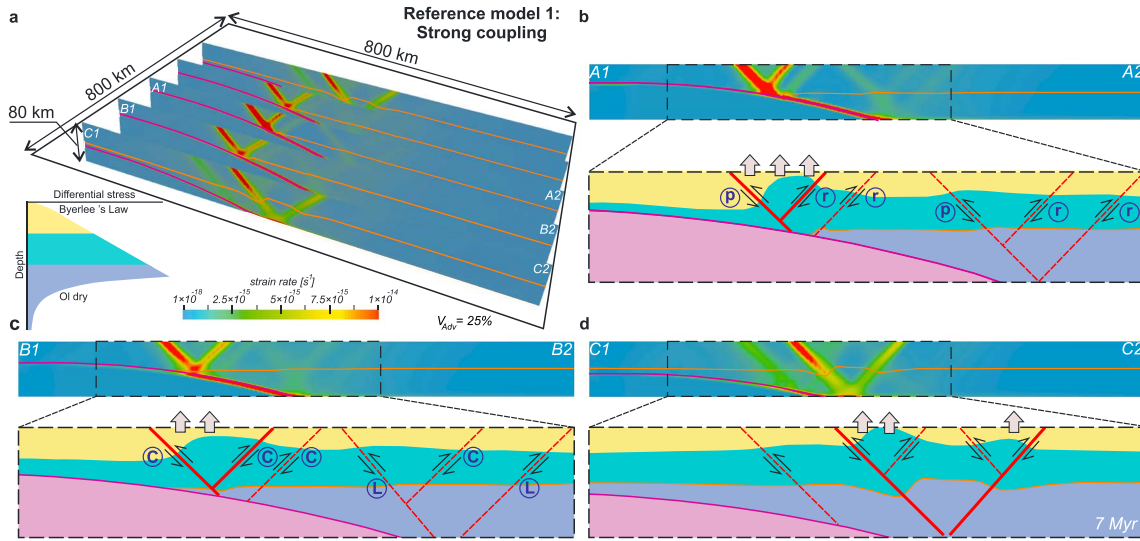 a
Reference model 1:
Strong coupling
800 km
800 km
80 km
A1
B1
C1
A2
B2
C2
Differential stress
Byerlee 's Law
Depth
Ol dry
strain rate [s⁻¹]
1×10⁻¹⁸ 2.5×10⁻¹⁵ 5×10⁻¹⁵ 7.5×10⁻¹⁵ 1×10⁻¹⁴
V_Adv = 25%
b
A1 A2
p r r p r r
c
B1 B2
C C C C
L L
d
C1 C2
7 Myr